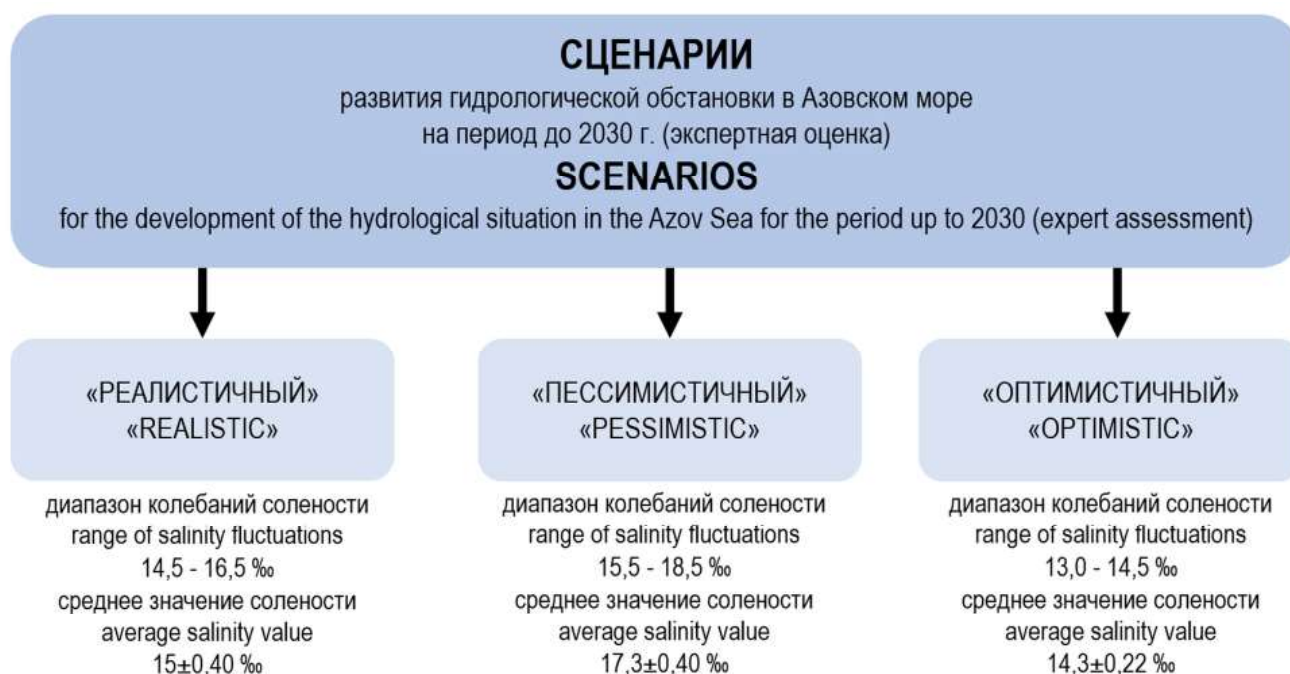 СЦЕНАРИИ
развития гидрологической обстановки в Азовском море
на период до 2030 г. (экспертная оценка)
SCENARIOS
for the development of the hydrological situation in the Azov Sea for the period up to 2030 (expert assessment)
«РЕАЛИСТИЧНЫЙ»
«REALISTIC»
диапазон колебаний солености
range of salinity fluctuations
14,5 - 16,5 ‰
среднее значение солености
average salinity value
15±0,40 ‰
«ПЕССИМИСТИЧНЫЙ»
«PESSIMISTIC»
диапазон колебаний солености
range of salinity fluctuations
15,5 - 18,5 ‰
среднее значение солености
average salinity value
17,3±0,40 ‰
«ОПТИМИСТИЧНЫЙ»
«OPTIMISTIC»
диапазон колебаний солености
range of salinity fluctuations
13,0 - 14,5 ‰
среднее значение солености
average salinity value
14,3±0,22 ‰